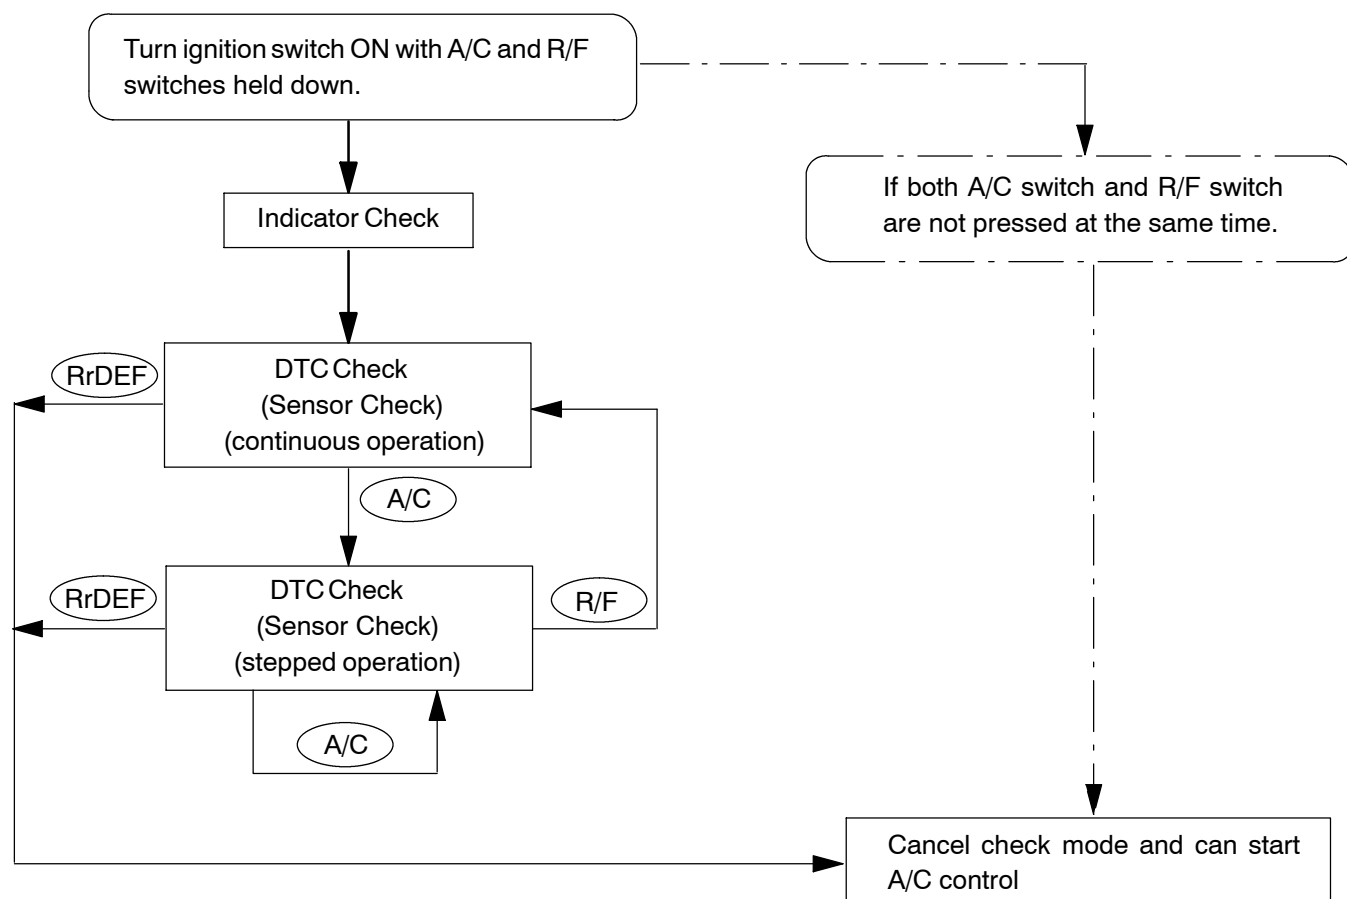 Turn ignition switch ON with A/C and R/F
switches held down.
If both A/C switch and R/F switch
are not pressed at the same time.
Indicator Check
RrDEF
DTC Check
(Sensor Check)
(continuous operation)
A/C
RrDEF
DTC Check
(Sensor Check)
(stepped operation)
R/F
A/C
Cancel check mode and can start
A/C control